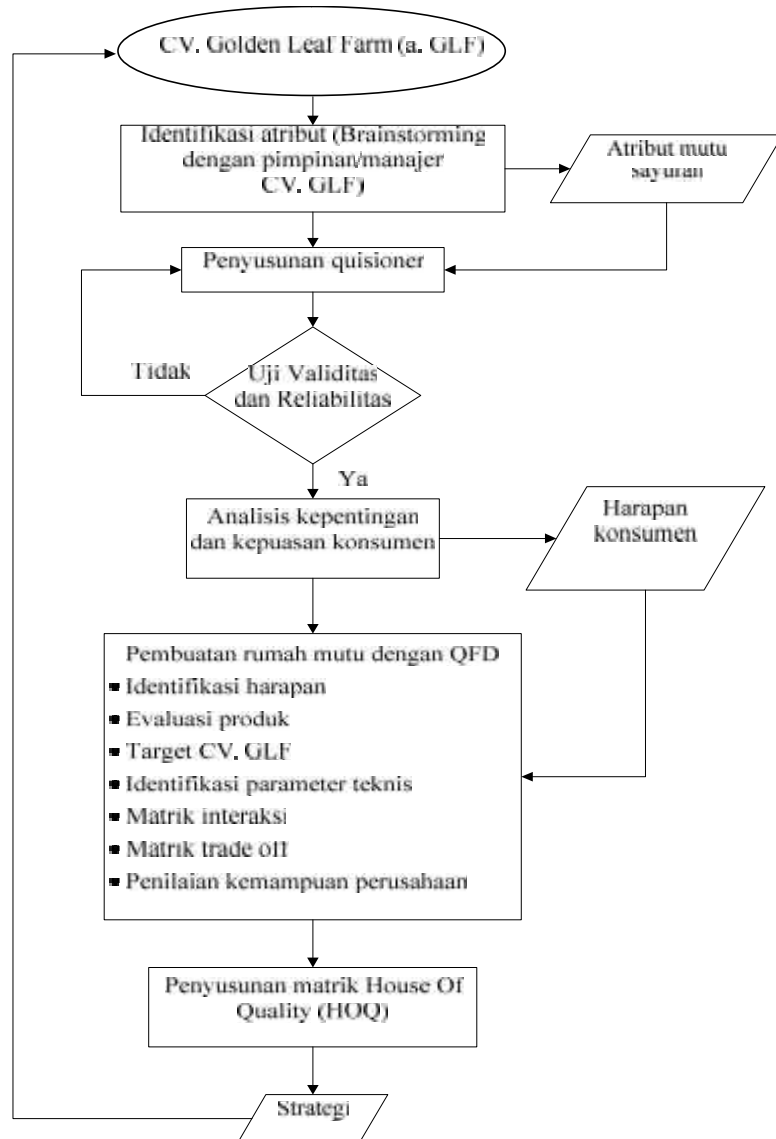 CV. Golden Leaf Farm (a. GLF)
Identifikasi atribut (Brainstorming
dengan pimpinan/manajer
CV. GLF)
Atribut mutu
sayuran
Penyusunan quisioner
Tidak
Uji Validitas
dan Reliabilitas
Ya
Analisis kepentingan
dan kepuasan konsumen
Harapan
konsumen
Pembuatan rumah mutu dengan QFD
▪ Identifikasi harapan
▪ Evaluasi produk
▪ Target CV. GLF
▪ Identifikasi parameter teknis
▪ Matrik interaksi
▪ Matrik trade off
▪ Penilaian kemampuan perusahaan
Penyusunan matrik House Of
Quality (HOQ)
Strategi